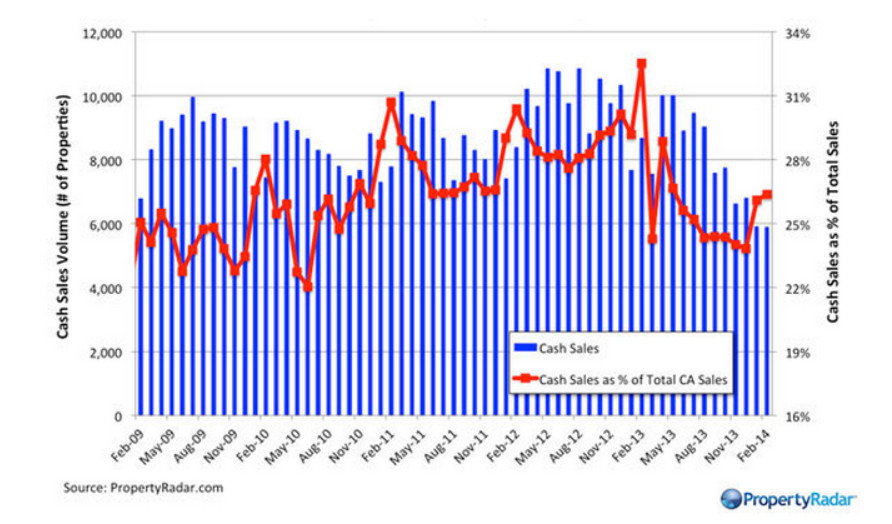 12,000
10,000
8,000
6,000
4,000
2,000
0
Cash Sales Volume (# of Properties)
34%
31%
28%
25%
22%
19%
16%
Cash Sales as % of Total Sales
Cash Sales
Cash Sales as % of Total CA Sales
Feb-09
May-09
Aug-09
Nov-09
Feb-10
May-10
Aug-10
Nov-10
Feb-11
May-11
Aug-11
Nov-11
Feb-12
May-12
Aug-12
Nov-12
Feb-13
May-13
Aug-13
Nov-13
Feb-14
Source: PropertyRadar.com
PropertyRadar